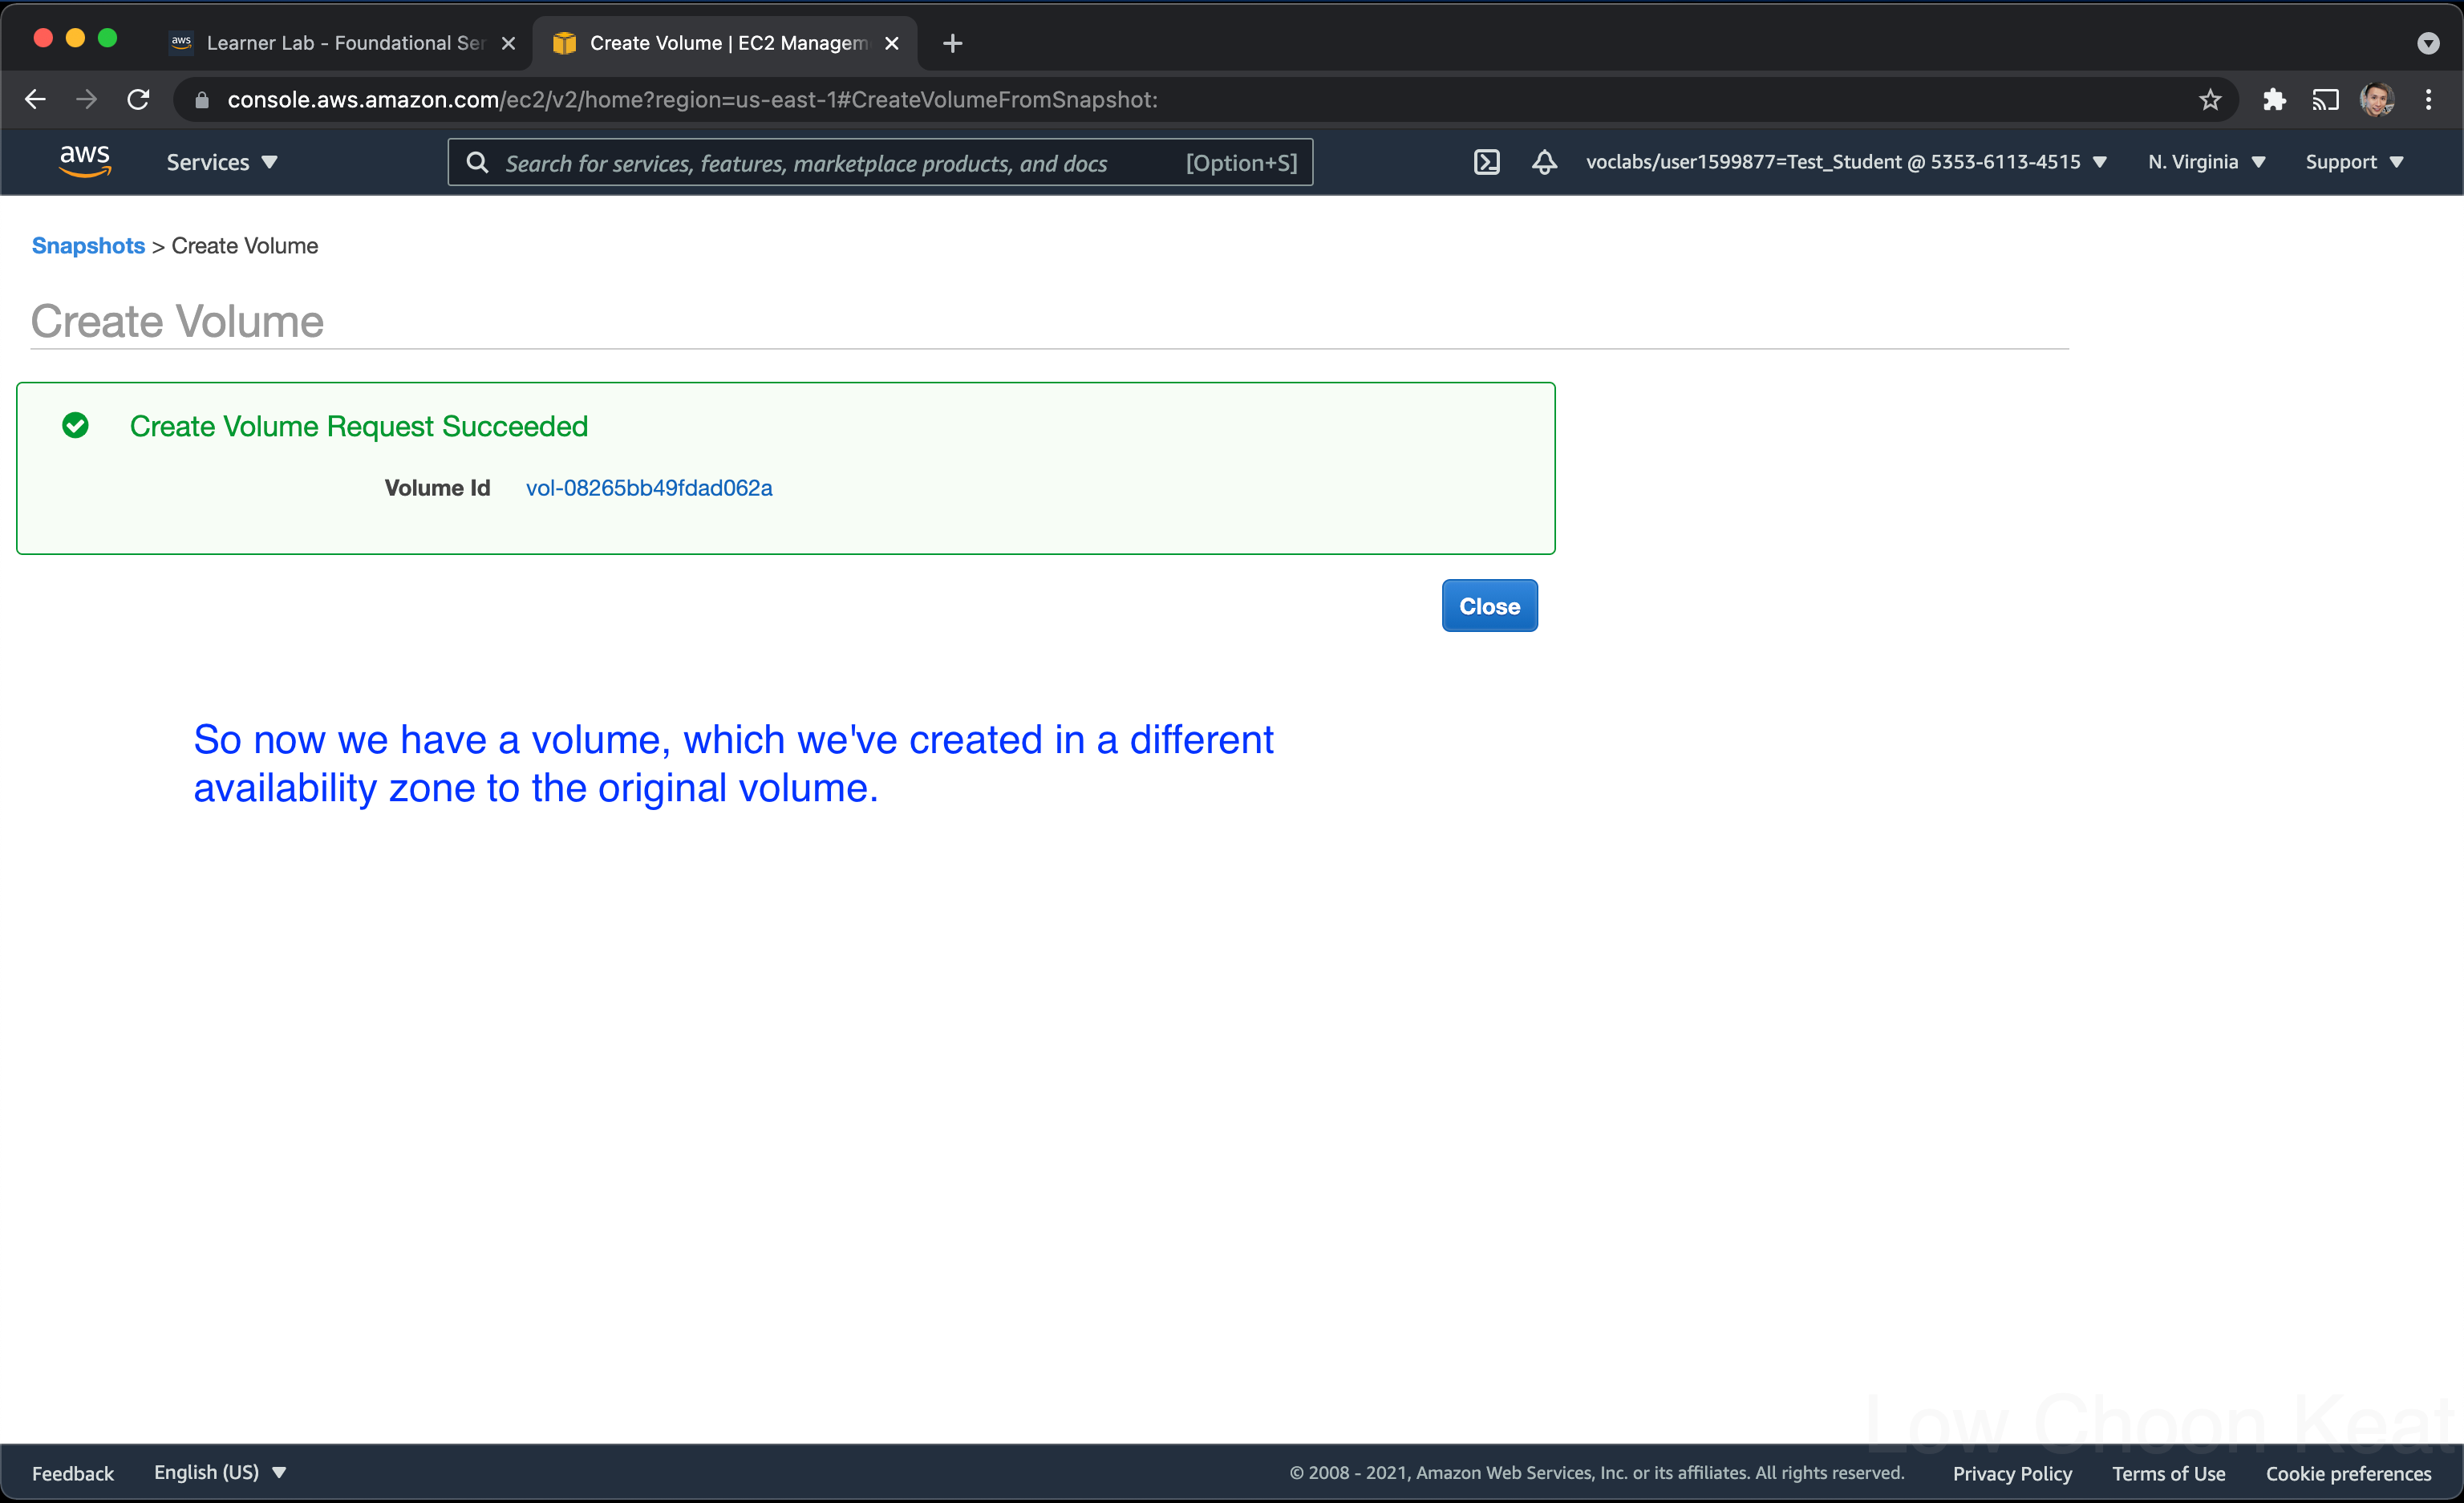 aws Learner Lab - Foundational Ser
Create Volume | EC2 Managem
console.aws.amazon.com/ec2/v2/home?region=us-east-1#CreateVolumeFromSnapshot:
aws Services Search for services, features, marketplace products, and docs [Option+S] voclabs/user1599877=Test_Student @ 5353-6113-4515 N. Virginia Support
Snapshots > Create Volume
Create Volume
Create Volume Request Succeeded
Volume Id vol-08265bb49fdad062a
Close
So now we have a volume, which we've created in a different
availability zone to the original volume.
Low Choon Keat
Feedback English (US) © 2008 - 2021, Amazon Web Services, Inc. or its affiliates. All rights reserved. Privacy Policy Terms of Use Cookie preferences